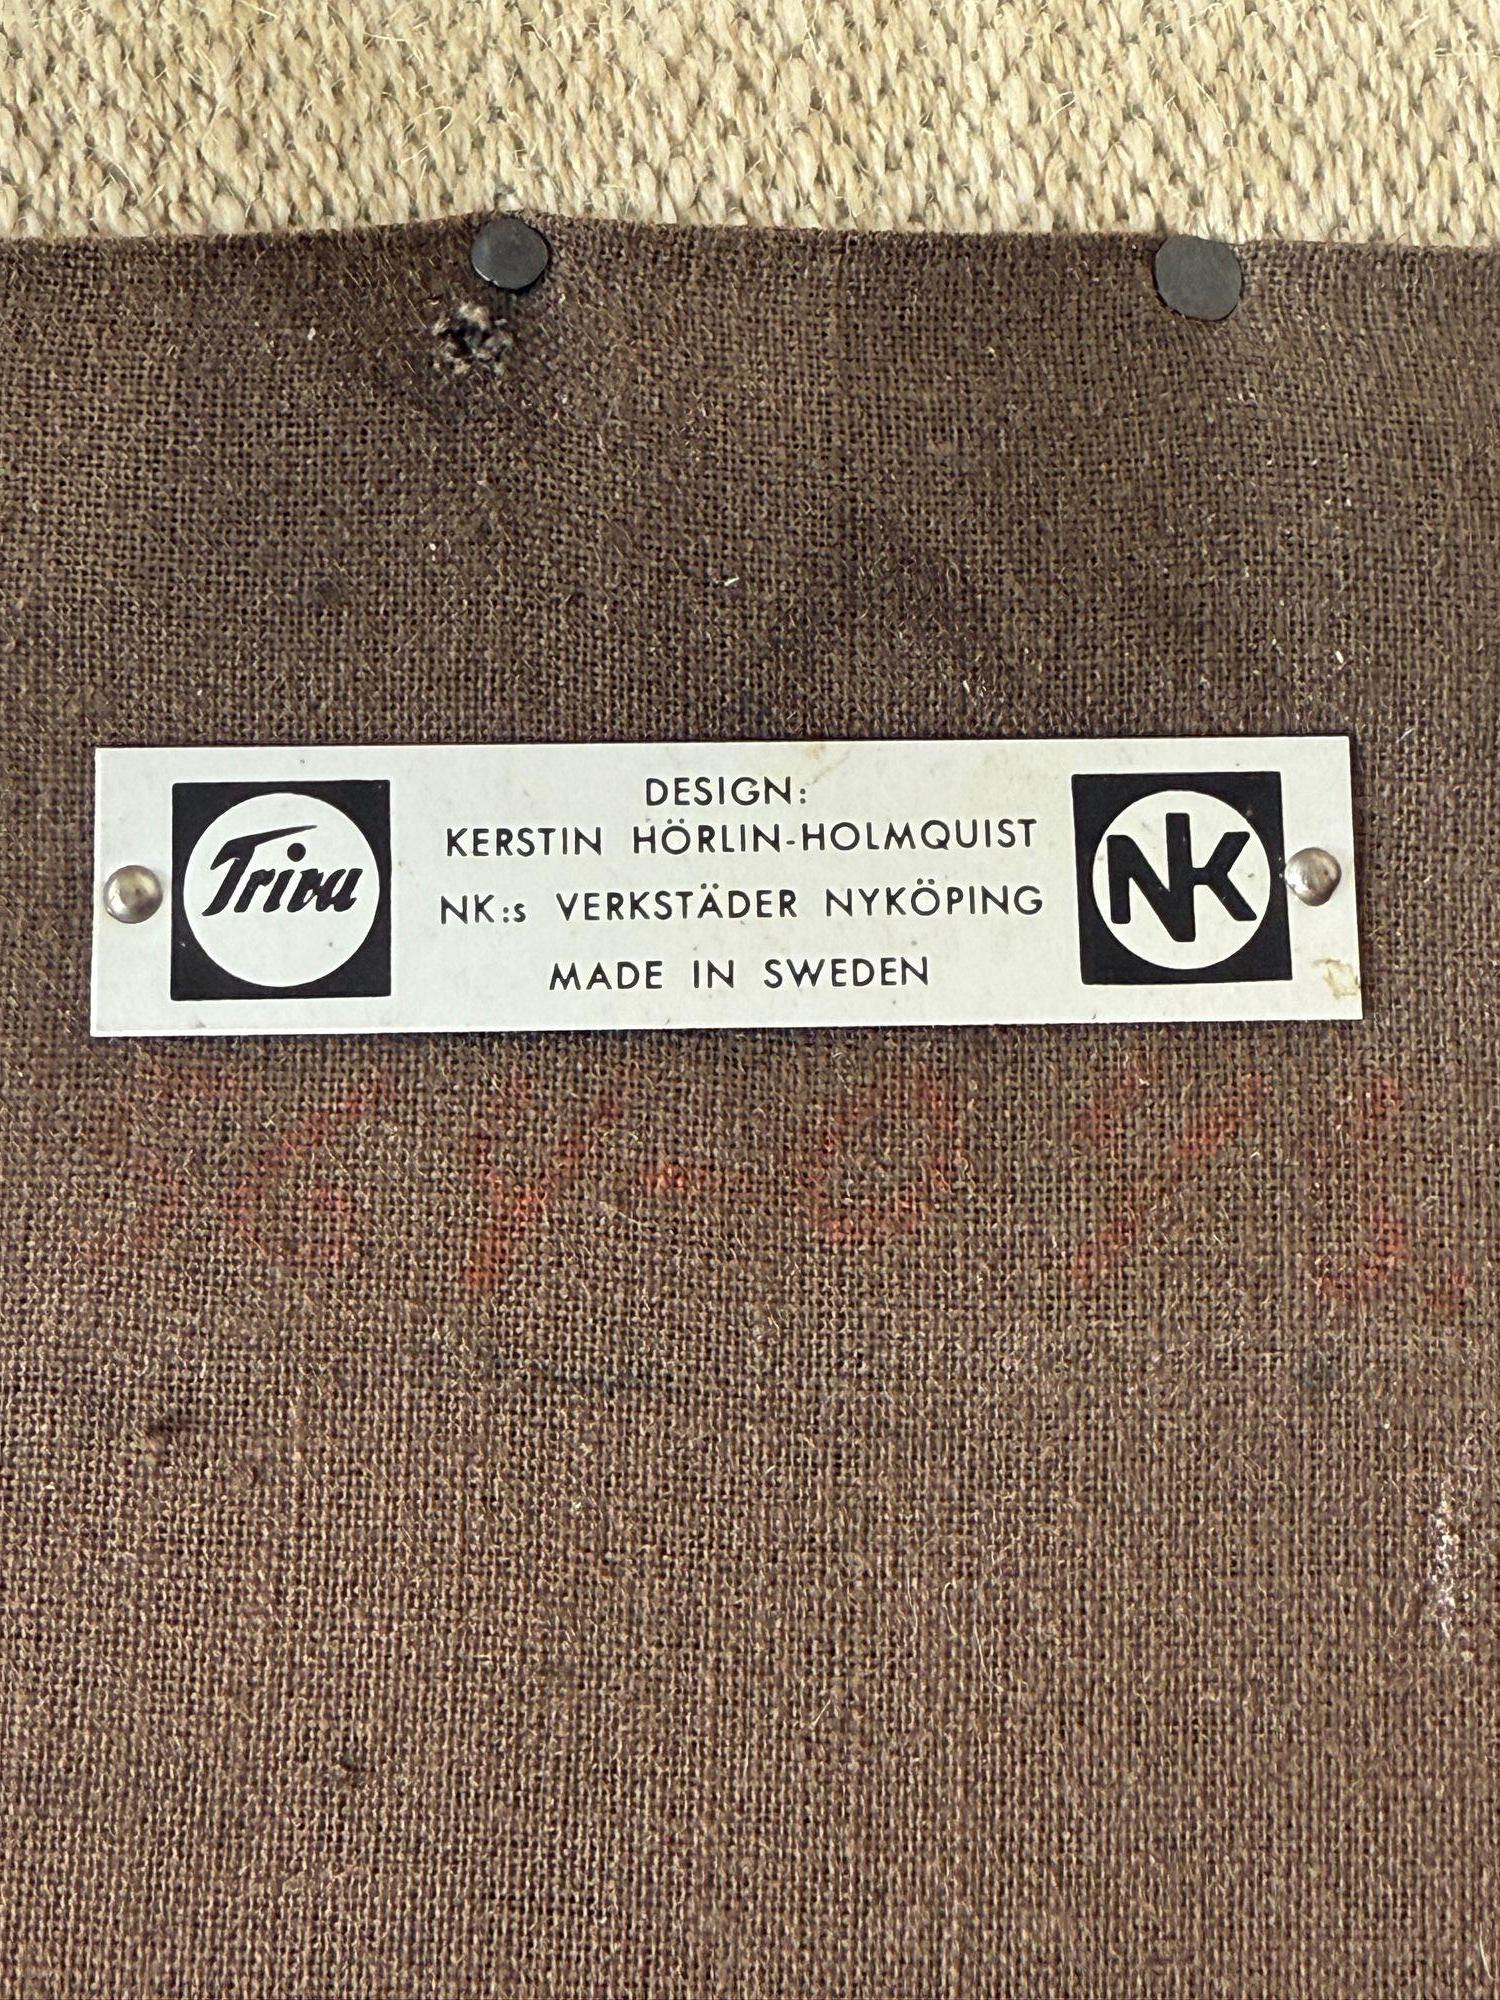 Triva
DESIGN:
KERSTIN HÖRLIN-HOLMQUIST
NK:s VERKSTÄDER NYKÖPING
MADE IN SWEDEN
NK